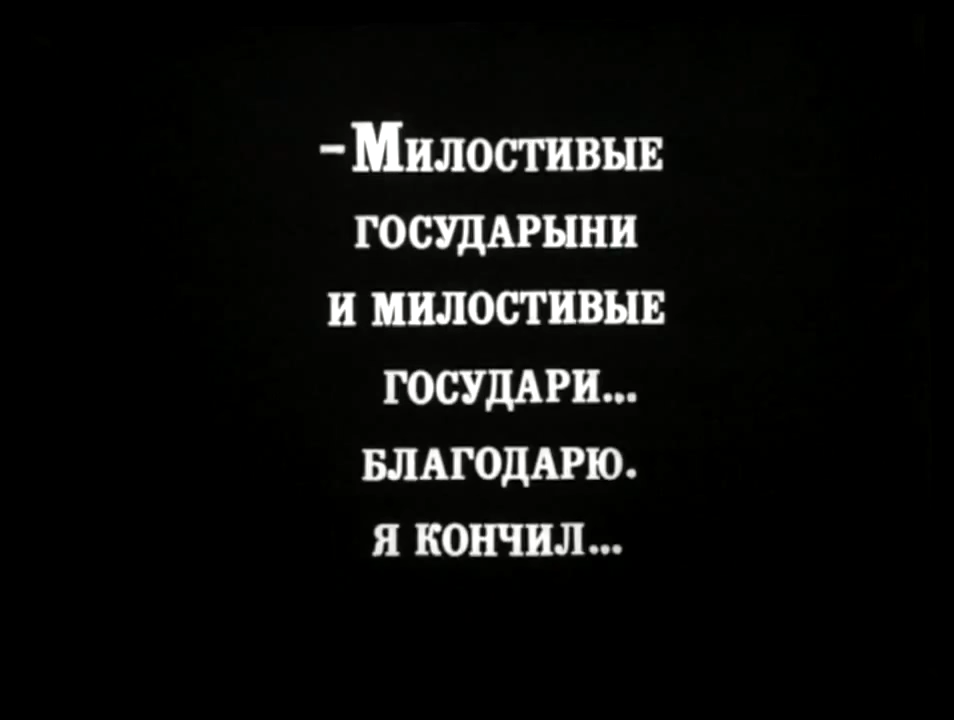 –Милостивые
государыни
и милостивые
государи...
благодарю.
я кончил...